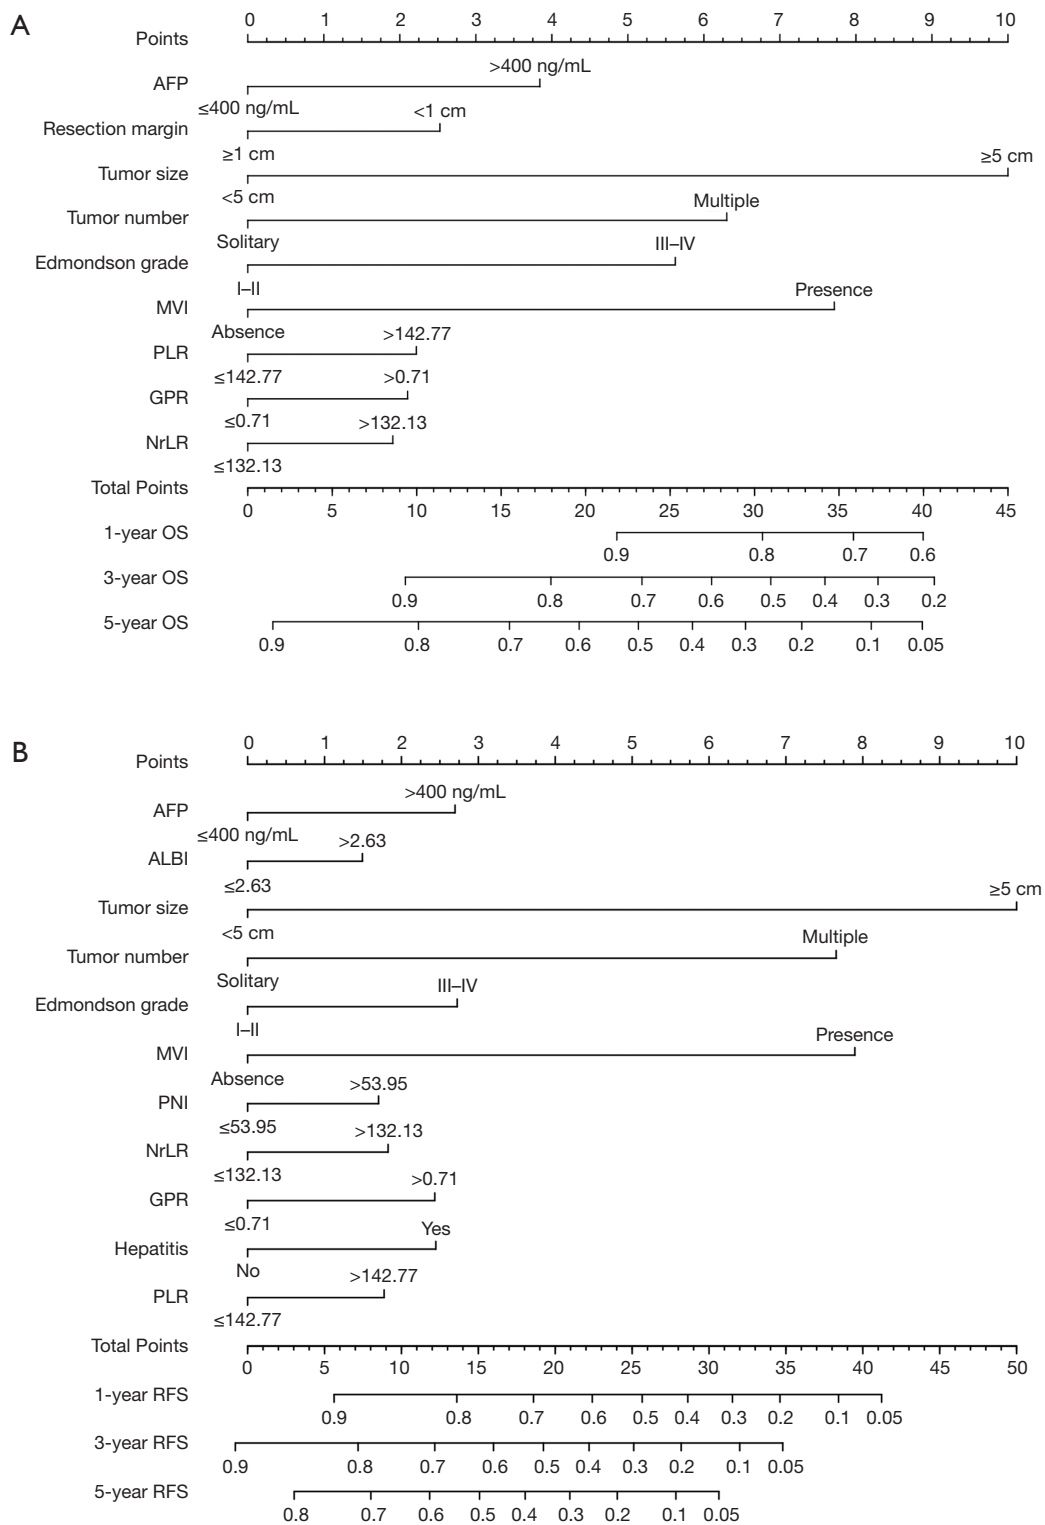 A
Points 0 1 2 3 4 5 6 7 8 9 10
>400 ng/mL
AFP
≤400 ng/mL
<1 cm
Resection margin
≥1 cm
≥5 cm
Tumor size
<5 cm
Multiple
Tumor number
Solitary
III–IV
Edmondson grade
I–II
Presence
MVI
Absence
>142.77
PLR
≤142.77
>0.71
GPR
≤0.71
>132.13
NrLR
≤132.13
Total Points
0 5 10 15 20 25 30 35 40 45
1-year OS
0.9 0.8 0.7 0.6
3-year OS
0.9 0.8 0.7 0.6 0.5 0.4 0.3 0.2
5-year OS
0.9 0.8 0.7 0.6 0.5 0.4 0.3 0.2 0.1 0.05
B
Points 0 1 2 3 4 5 6 7 8 9 10
>400 ng/mL
AFP
≤400 ng/mL
>2.63
ALBI
≤2.63
≥5 cm
Tumor size
<5 cm
Multiple
Tumor number
Solitary
III–IV
Edmondson grade
I–II
Presence
MVI
Absence
>53.95
PNI
≤53.95
>132.13
NrLR
≤132.13
>0.71
GPR
≤0.71
Yes
Hepatitis
No
>142.77
PLR
≤142.77
Total Points
0 5 10 15 20 25 30 35 40 45 50
1-year RFS
0.9 0.8 0.7 0.6 0.5 0.4 0.3 0.2 0.1 0.05
3-year RFS
0.9 0.8 0.7 0.6 0.5 0.4 0.3 0.2 0.1 0.05
5-year RFS
0.8 0.7 0.6 0.5 0.4 0.3 0.2 0.1 0.05